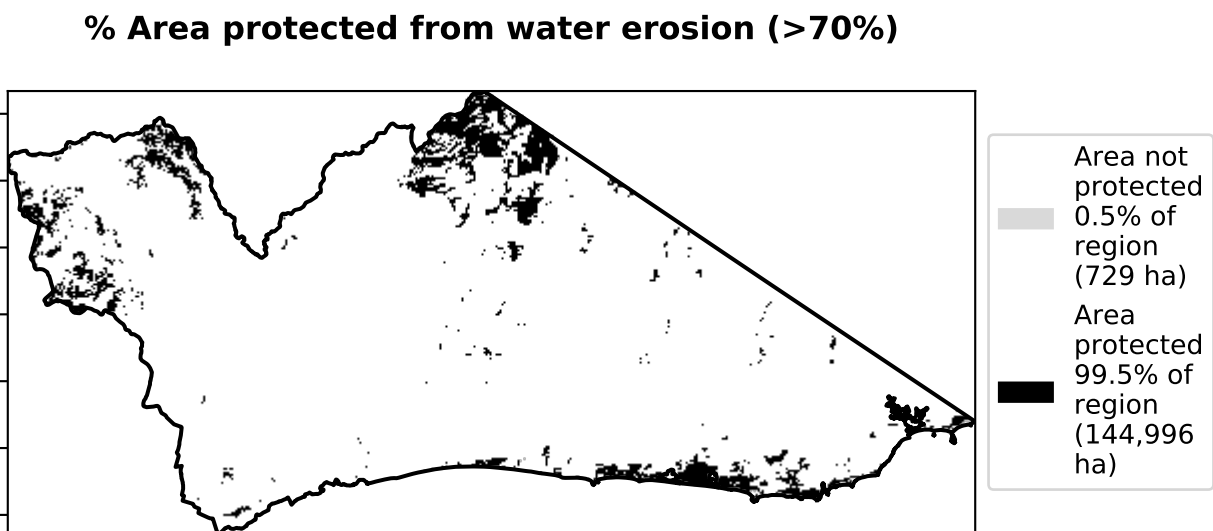 % Area protected from water erosion (>70%)
Area not
protected
0.5% of
region
(729 ha)
Area
protected
99.5% of
region
(144,996
ha)